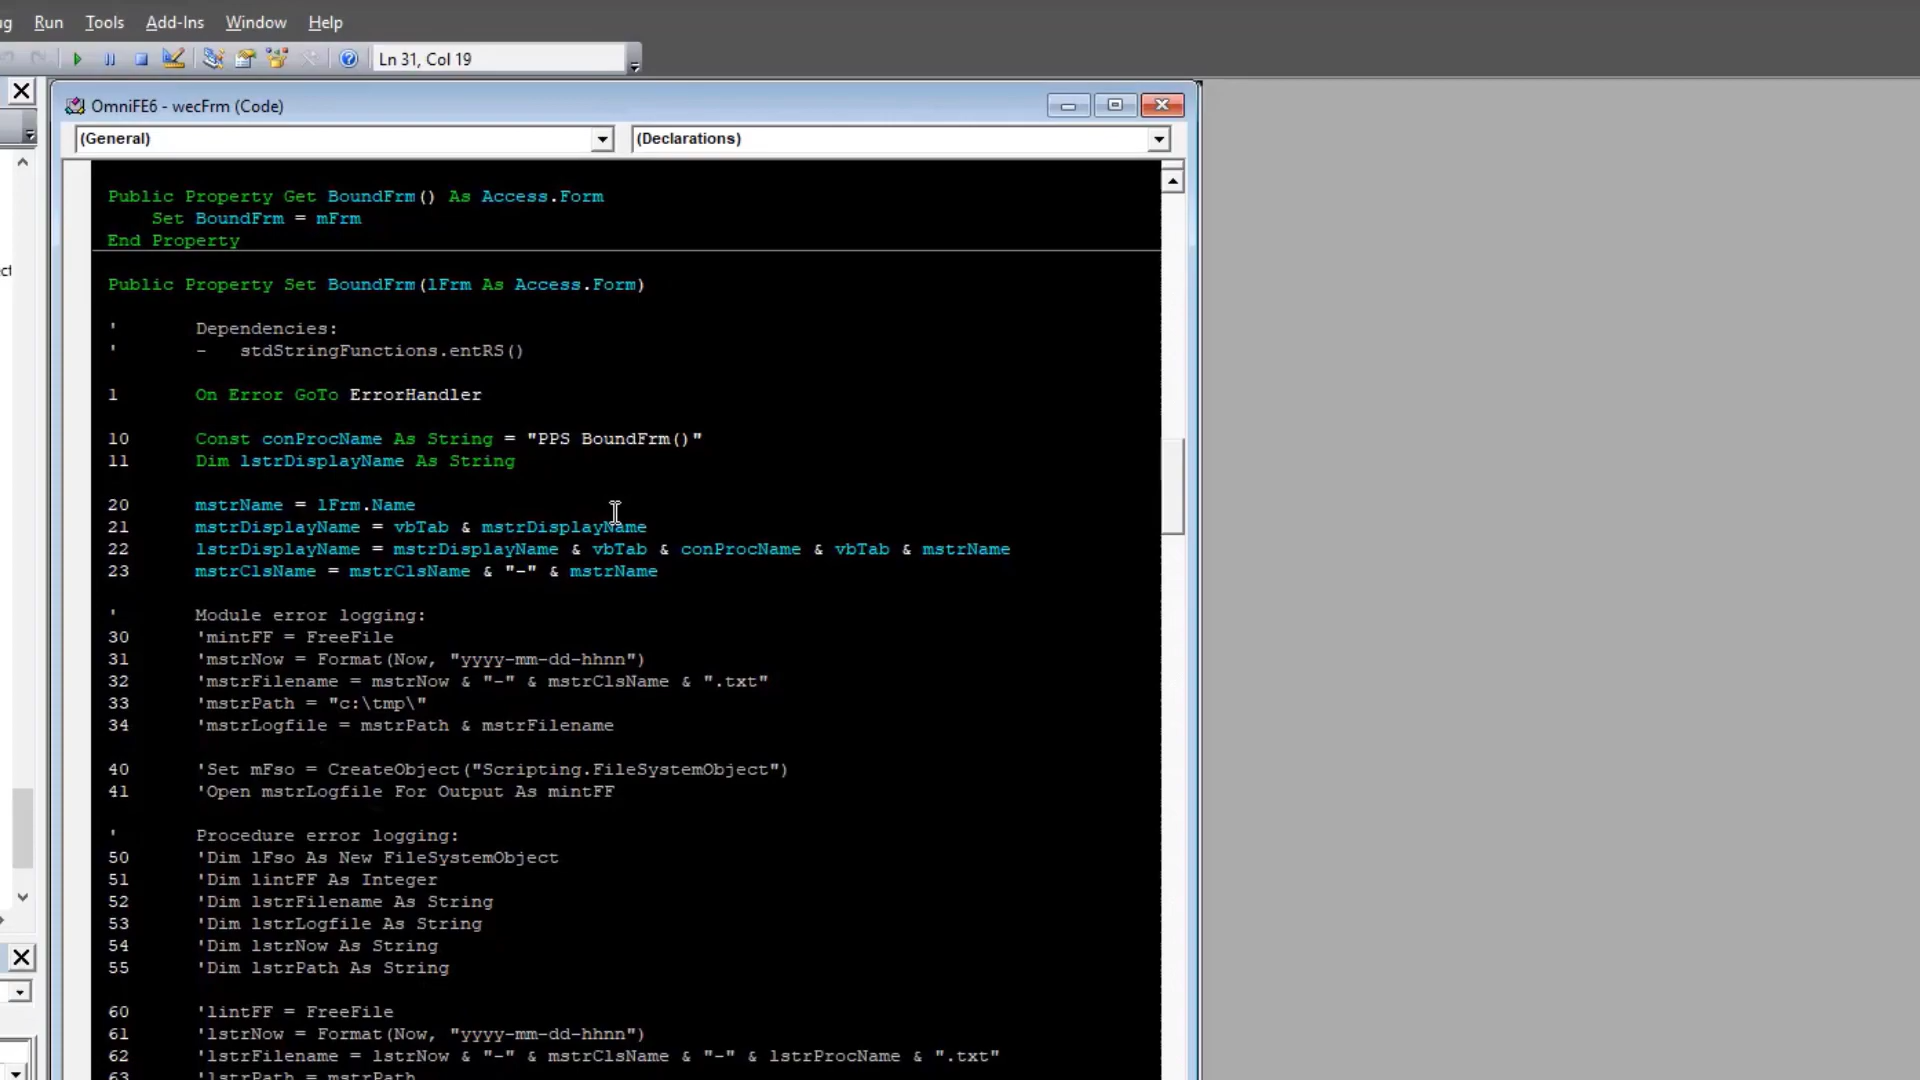 Run Tools Add-Ins Window Help
Ln 31, Col 19
OmniFE6 - wecFrm (Code)
(General) (Declarations)
Public Property Get BoundFrm() As Access.Form
Set BoundFrm = mFrm
End Property
Public Property Set BoundFrm(lFrm As Access.Form)
' Dependencies:
' - stdStringFunctions.entRS()
1 On Error GoTo ErrorHandler
10 Const conProcName As String = "PPS BoundFrm()"
11 Dim lstrDisplayName As String
20 mstrName = lFrm.Name
21 mstrDisplayName = vbTab & mstrDisplayName
22 lstrDisplayName = mstrDisplayName & vbTab & conProcName & vbTab & mstrName
23 mstrClsName = mstrClsName & "-" & mstrName
' Module error logging:
30 'mintFF = FreeFile
31 'mstrNow = Format(Now, "yyyy-mm-dd-hhnn")
32 'mstrFilename = mstrNow & "-" & mstrClsName & ".txt"
33 'mstrPath = "c:\tmp\"
34 'mstrLogfile = mstrPath & mstrFilename
40 'Set mFso = CreateObject("Scripting.FileSystemObject")
41 'Open mstrLogfile For Output As mintFF
' Procedure error logging:
50 'Dim lFso As New FileSystemObject
51 'Dim lintFF As Integer
52 'Dim lstrFilename As String
53 'Dim lstrLogfile As String
54 'Dim lstrNow As String
55 'Dim lstrPath As String
60 'lintFF = FreeFile
61 'lstrNow = Format(Now, "yyyy-mm-dd-hhnn")
62 'lstrFilename = lstrNow & "-" & mstrClsName & "-" & lstrProcName & ".txt"
63 'lstrPath = mstrPath